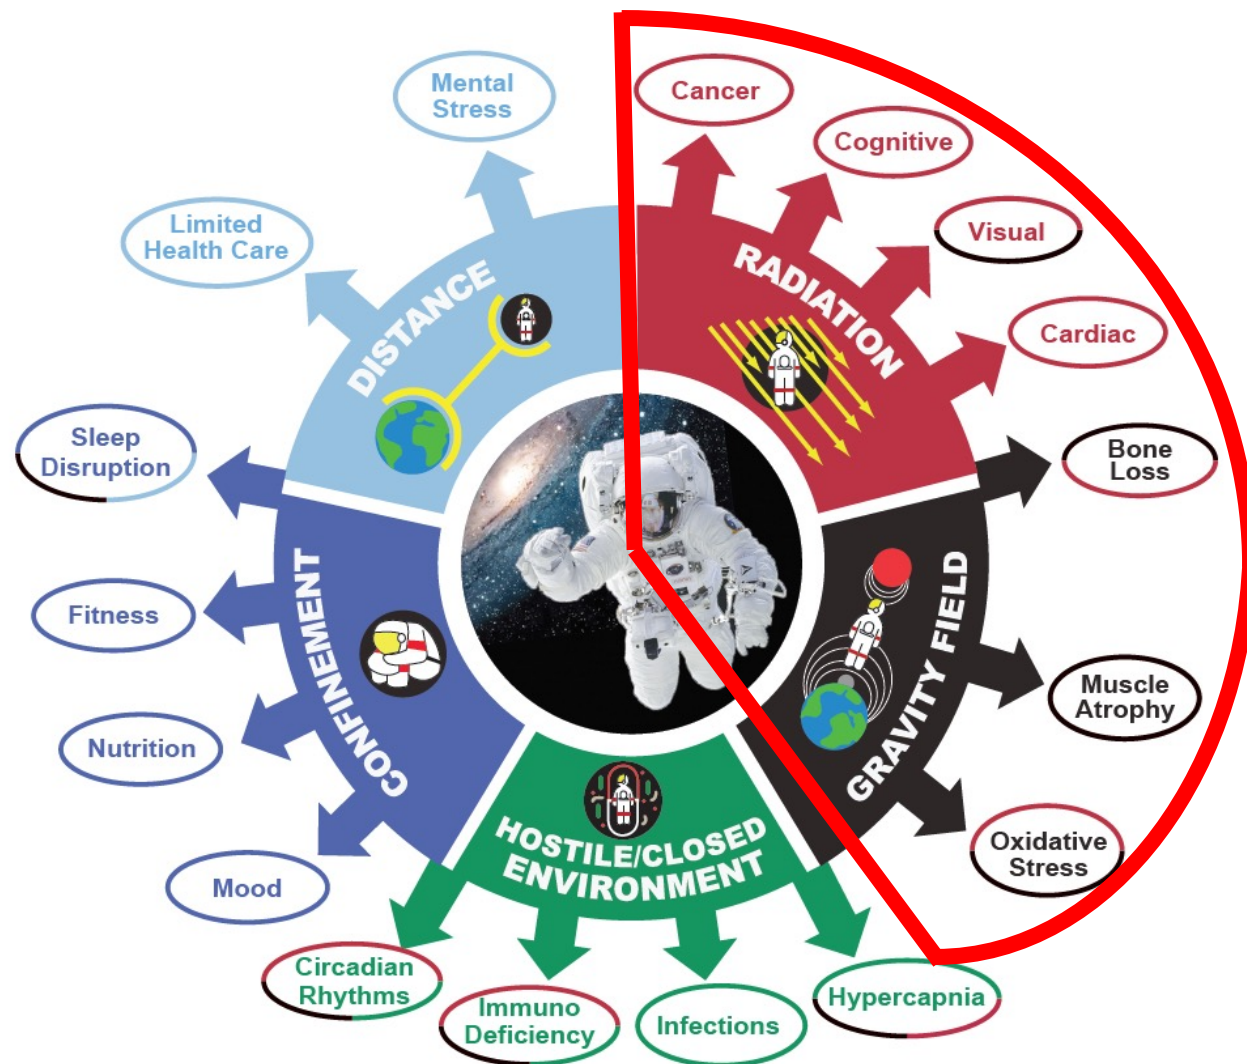 Mental
Stress
Cancer
Cognitive
Visual
Cardiac
Limited
Health Care
DISTANCE
RADIATION
Sleep
Disruption
Bone
Loss
Fitness
CONFINEMENT
GRAVITY FIELD
Muscle
Atrophy
Nutrition
Oxidative
Stress
Mood
HOSTILE/CLOSED
ENVIRONMENT
Circadian
Rhythms
Immuno
Deficiency
Infections
Hypercapnia